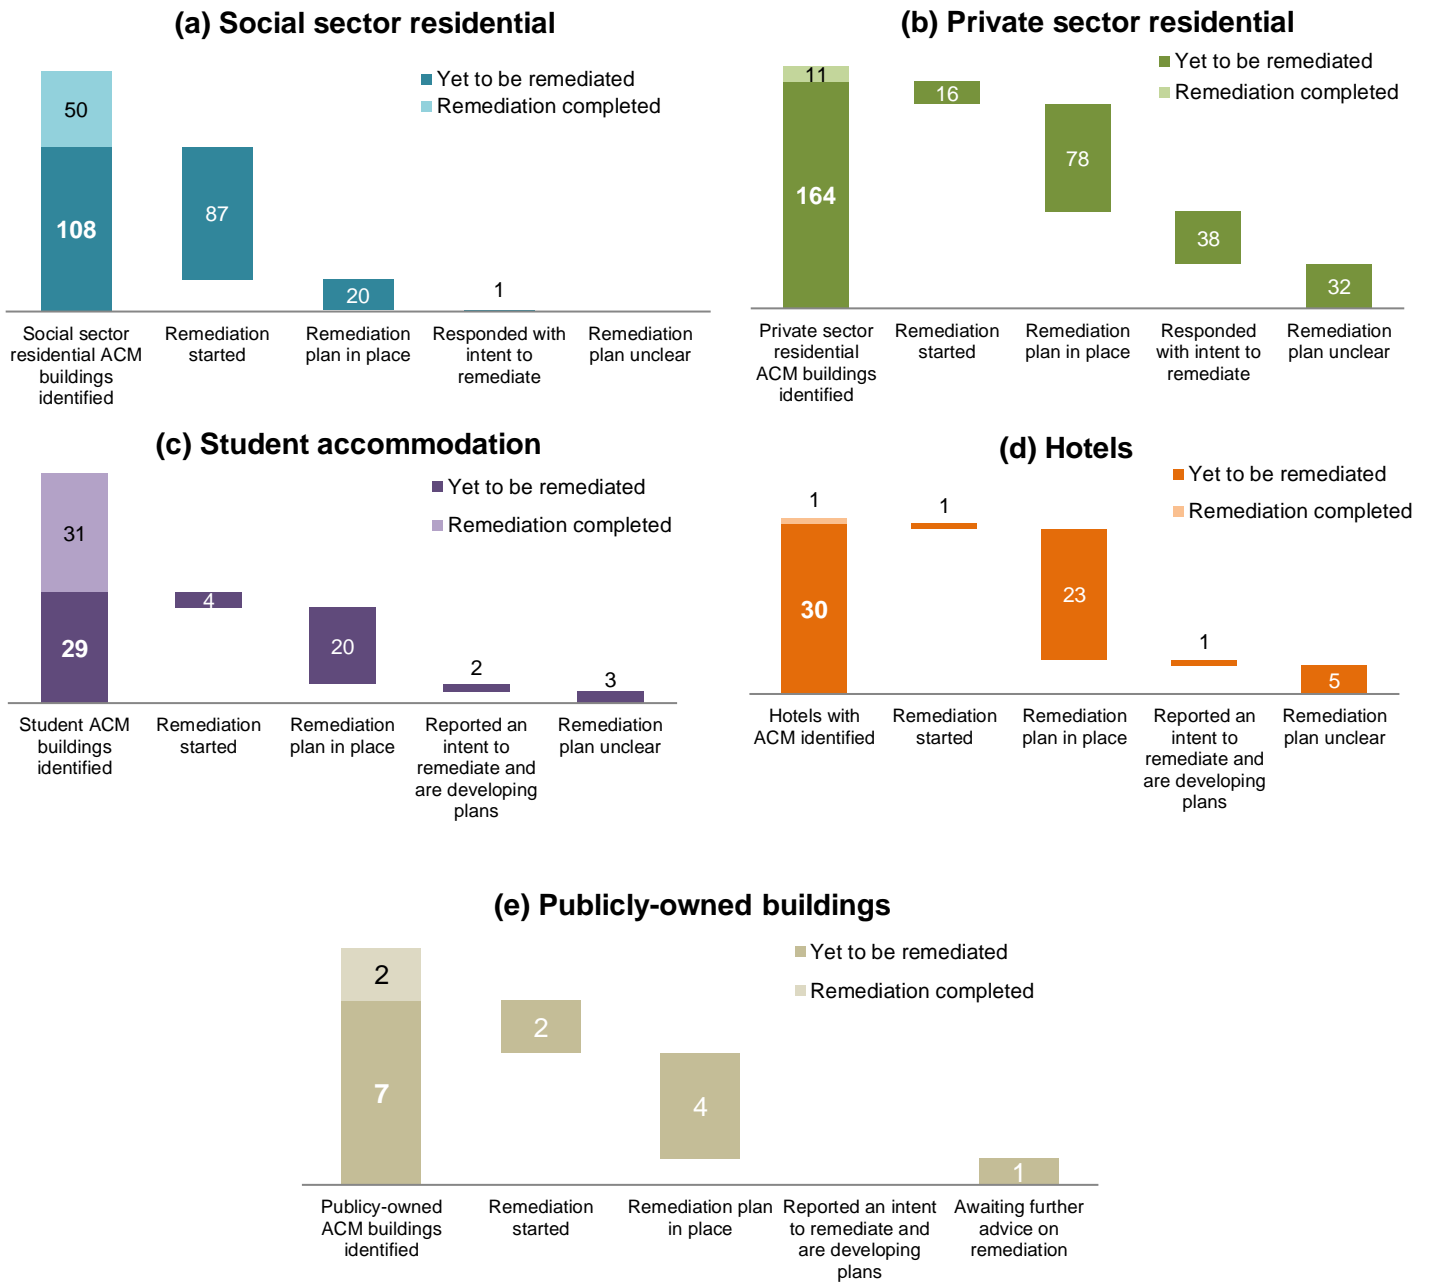 (a) Social sector residential
Yet to be remediated
Remediation completed
50
108
87
20
1
Social sector
residential ACM
buildings
identified
Remediation
started
Remediation
plan in place
Responded with
intent to
remediate
Remediation
plan unclear
(b) Private sector residential
Yet to be remediated
Remediation completed
11
164
16
78
38
32
Private sector
residential
ACM buildings
identified
Remediation
started
Remediation
plan in place
Responded
with intent to
remediate
Remediation
plan unclear
(c) Student accommodation
Yet to be remediated
Remediation completed
31
29
4
20
2
3
Student ACM
buildings
identified
Remediation
started
Remediation
plan in place
Reported an
intent to
remediate and
are developing
plans
Remediation
plan unclear
(d) Hotels
Yet to be remediated
Remediation completed
1
30
1
23
1
5
Hotels with
ACM identified
Remediation
started
Remediation
plan in place
Reported an
intent to
remediate and
are developing
plans
Remediation
plan unclear
(e) Publicly-owned buildings
Yet to be remediated
Remediation completed
2
7
2
4
1
Publicy-owned
ACM buildings
identified
Remediation
started
Remediation plan
in place
Reported an intent
to remediate and
are developing
plans
Awaiting further
advice on
remediation